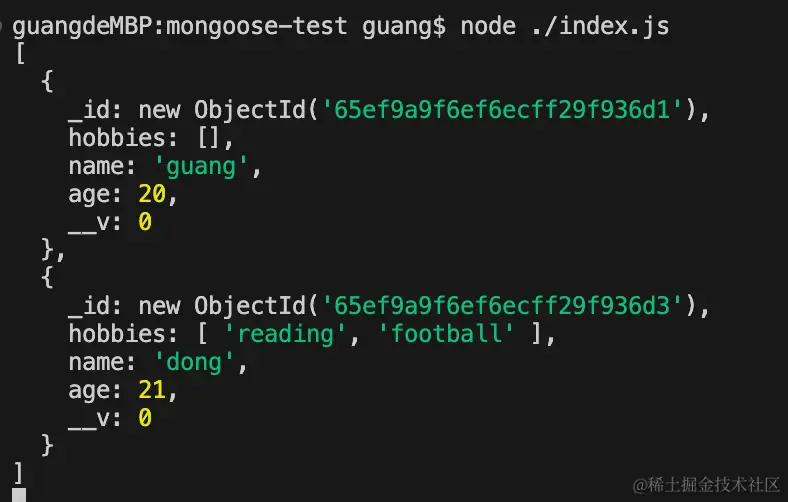 guangdeMBP:mongoose-test guang$ node ./index.js
[
  {
    _id: new ObjectId('65ef9a9f6ef6ecff29f936d1'),
    hobbies: [],
    name: 'guang',
    age: 20,
    __v: 0
  },
  {
    _id: new ObjectId('65ef9a9f6ef6ecff29f936d3'),
    hobbies: [ 'reading', 'football' ],
    name: 'dong',
    age: 21,
    __v: 0
  }
]
@稀土掘金技术社区